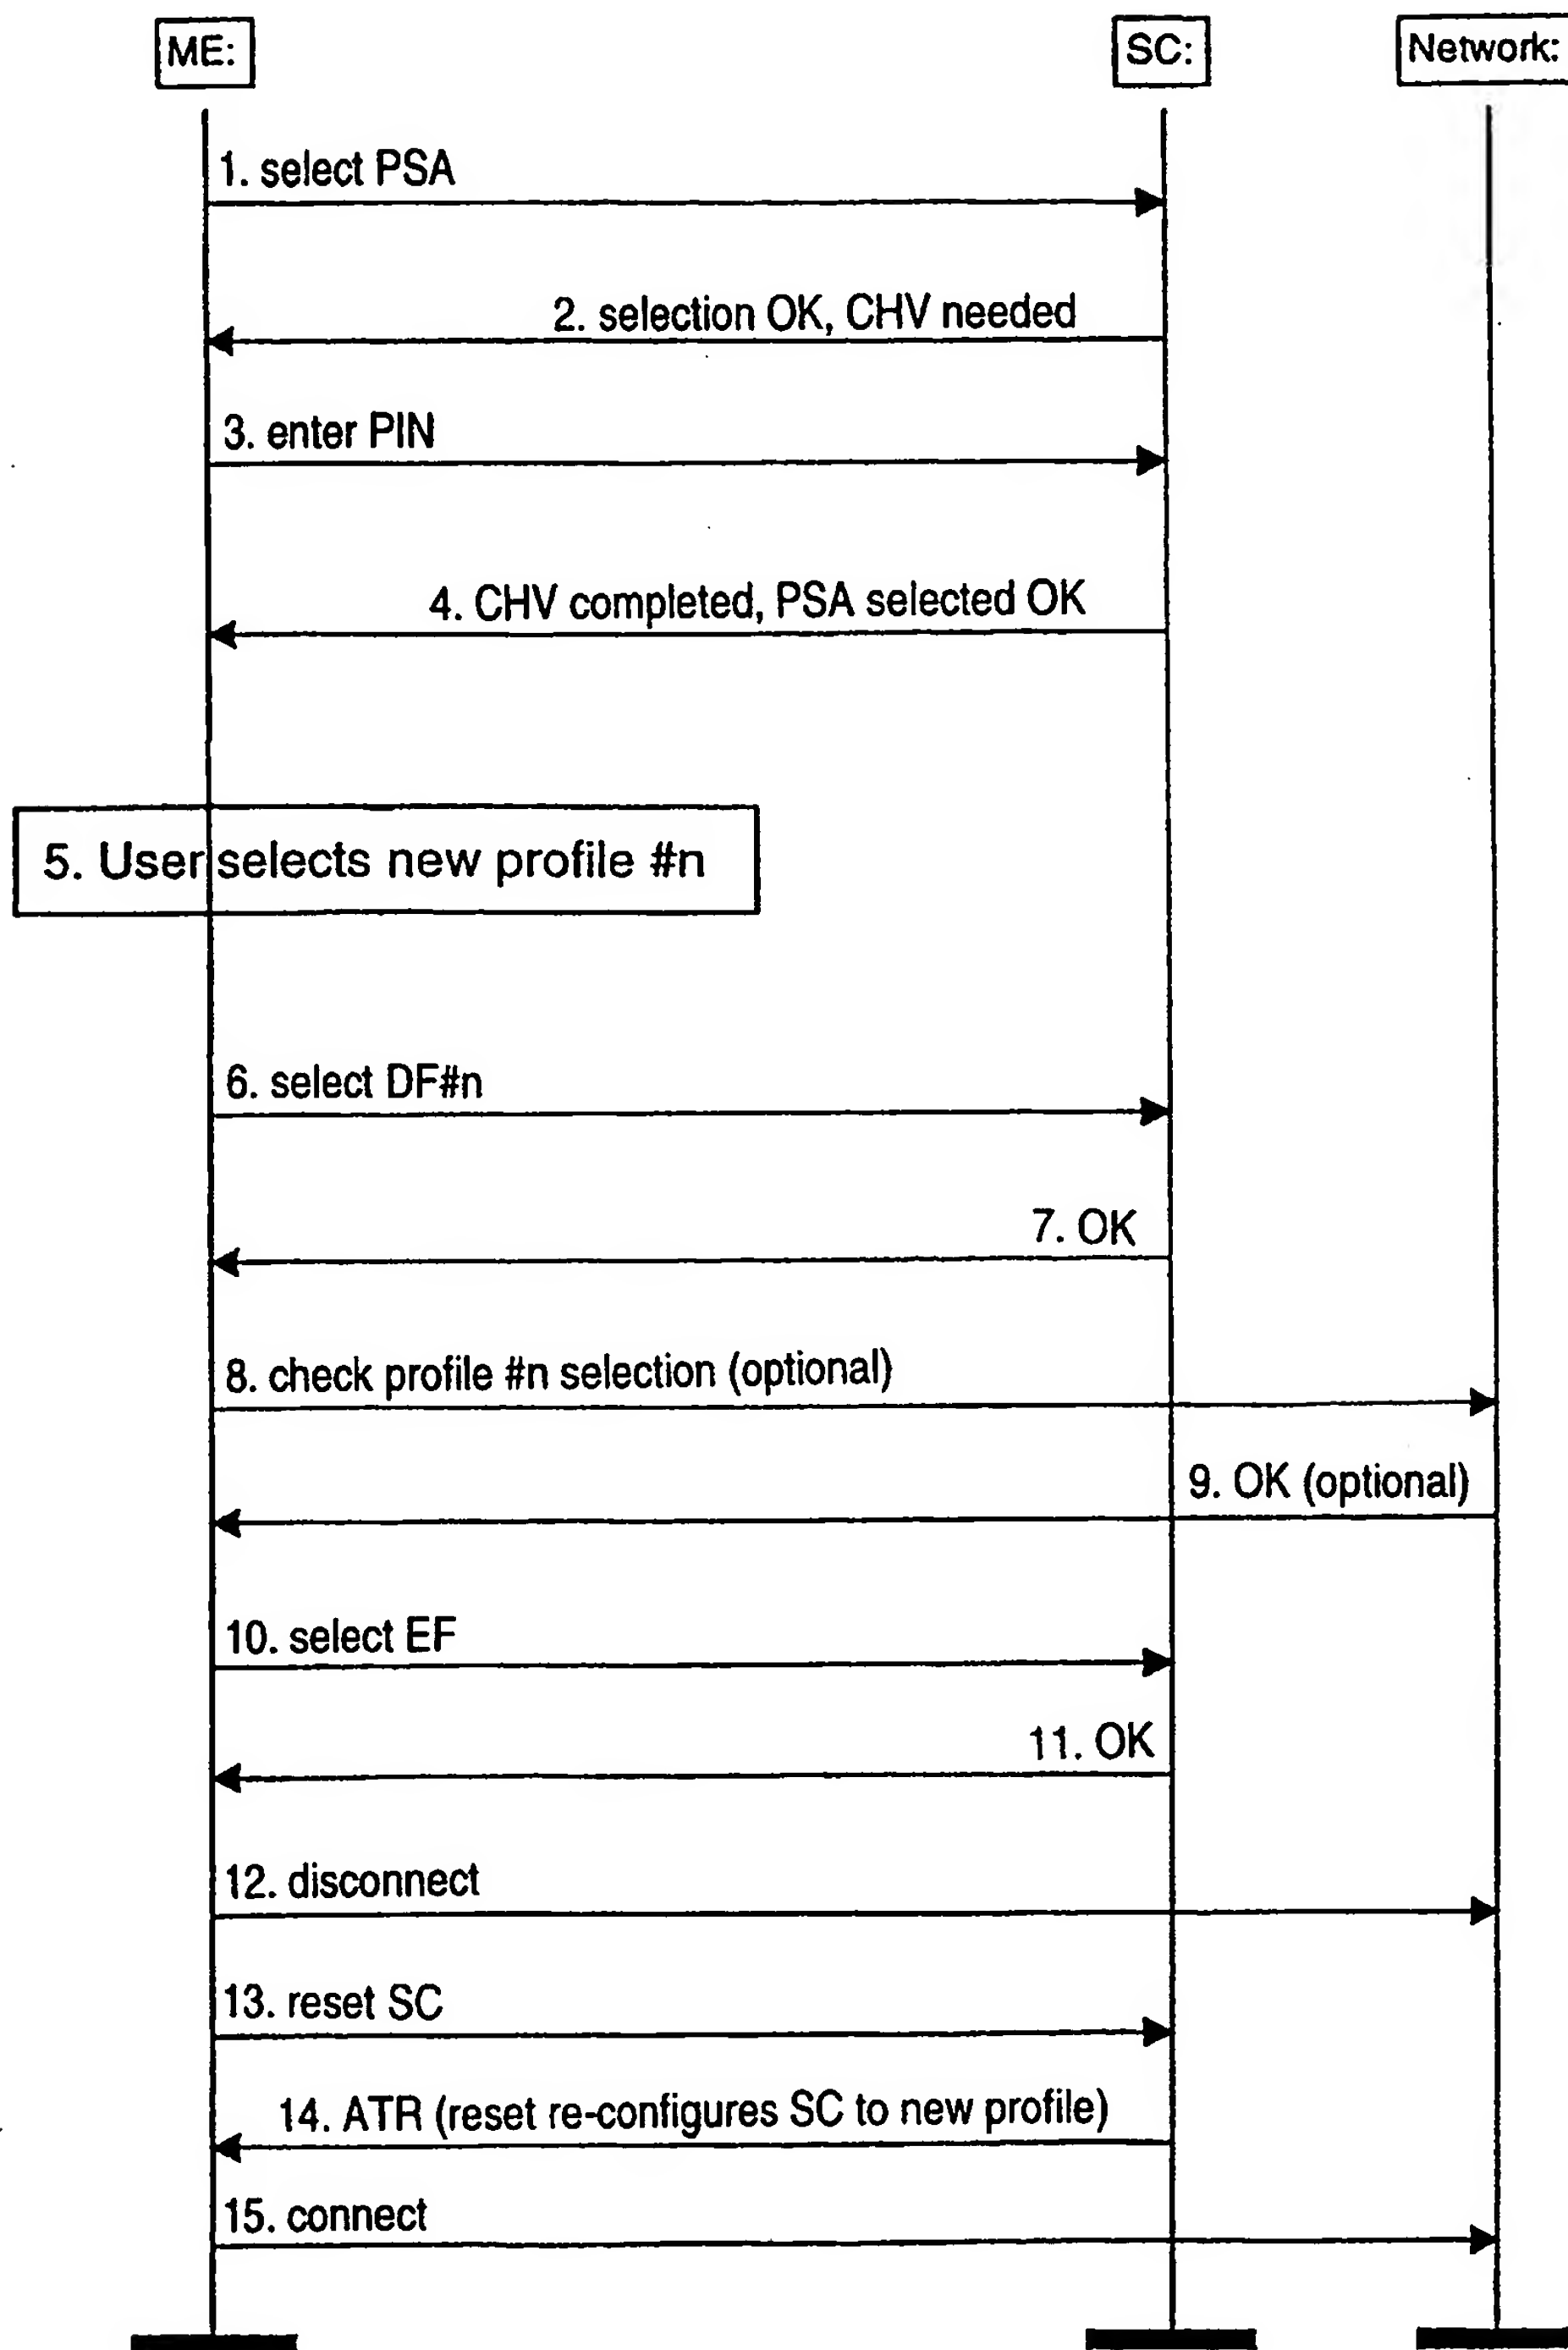 ME:
SC:
Network:
1. select PSA
2. selection OK, CHV needed
3. enter PIN
4. CHV completed, PSA selected OK
5. User selects new profile #n
6. select DF#n
7. OK
8. check profile #n selection (optional)
9. OK (optional)
10. select EF
11. OK
12. disconnect
13. reset SC
14. ATR (reset re-configures SC to new profile)
15. connect